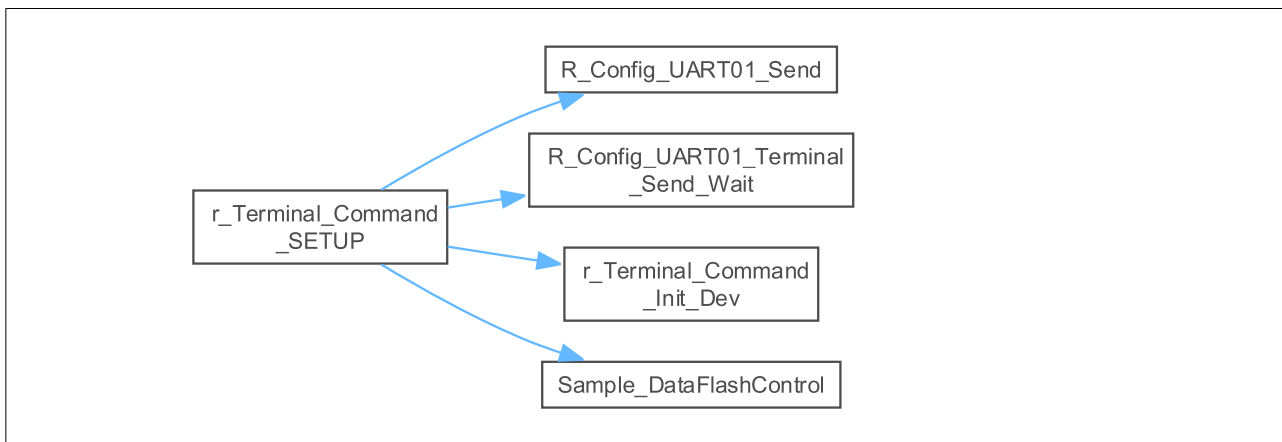 R_Config_UART01_Send
R_Config_UART01_Terminal
_Send_Wait
r_Terminal_Command
_SETUP
r_Terminal_Command
_Init_Dev
Sample_DataFlashControl